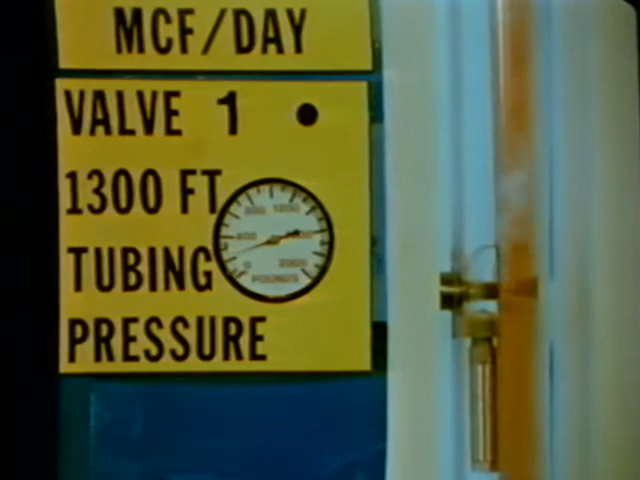 MCF/DAY
VALVE 1
1300 FT
TUBING
PRESSURE